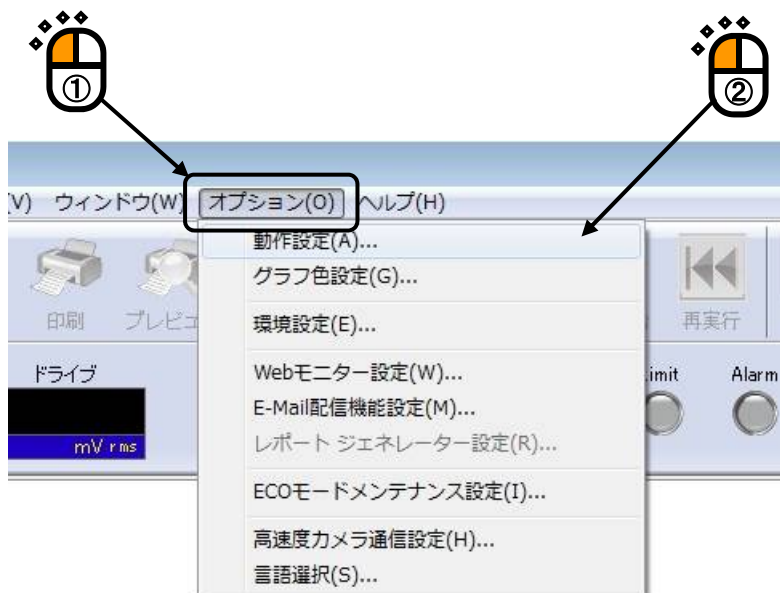 ①
②
(V) ウィンドウ(W) オプション(O) ヘルプ(H)
動作設定(A)...
グラフ色設定(G)...
環境設定(E)...
Webモニター設定(W)...
E-Mail配信機能設定(M)...
レポート ジェネレーター設定(R)...
ECOモードメンテナンス設定(I)...
高速度カメラ通信設定(H)...
言語選択(S)...
印刷 プレビュ 再実行
ドライブ imit Alarm
mV rms